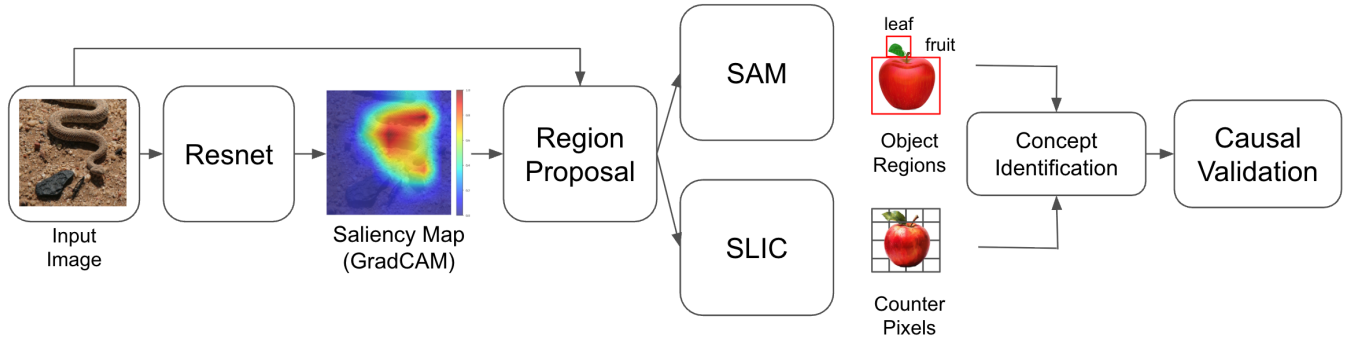 Input
Image
Resnet
Saliency Map
(GradCAM)
Region
Proposal
SAM
SLIC
leaf
fruit
Object
Regions
Counter
Pixels
Concept
Identification
Causal
Validation